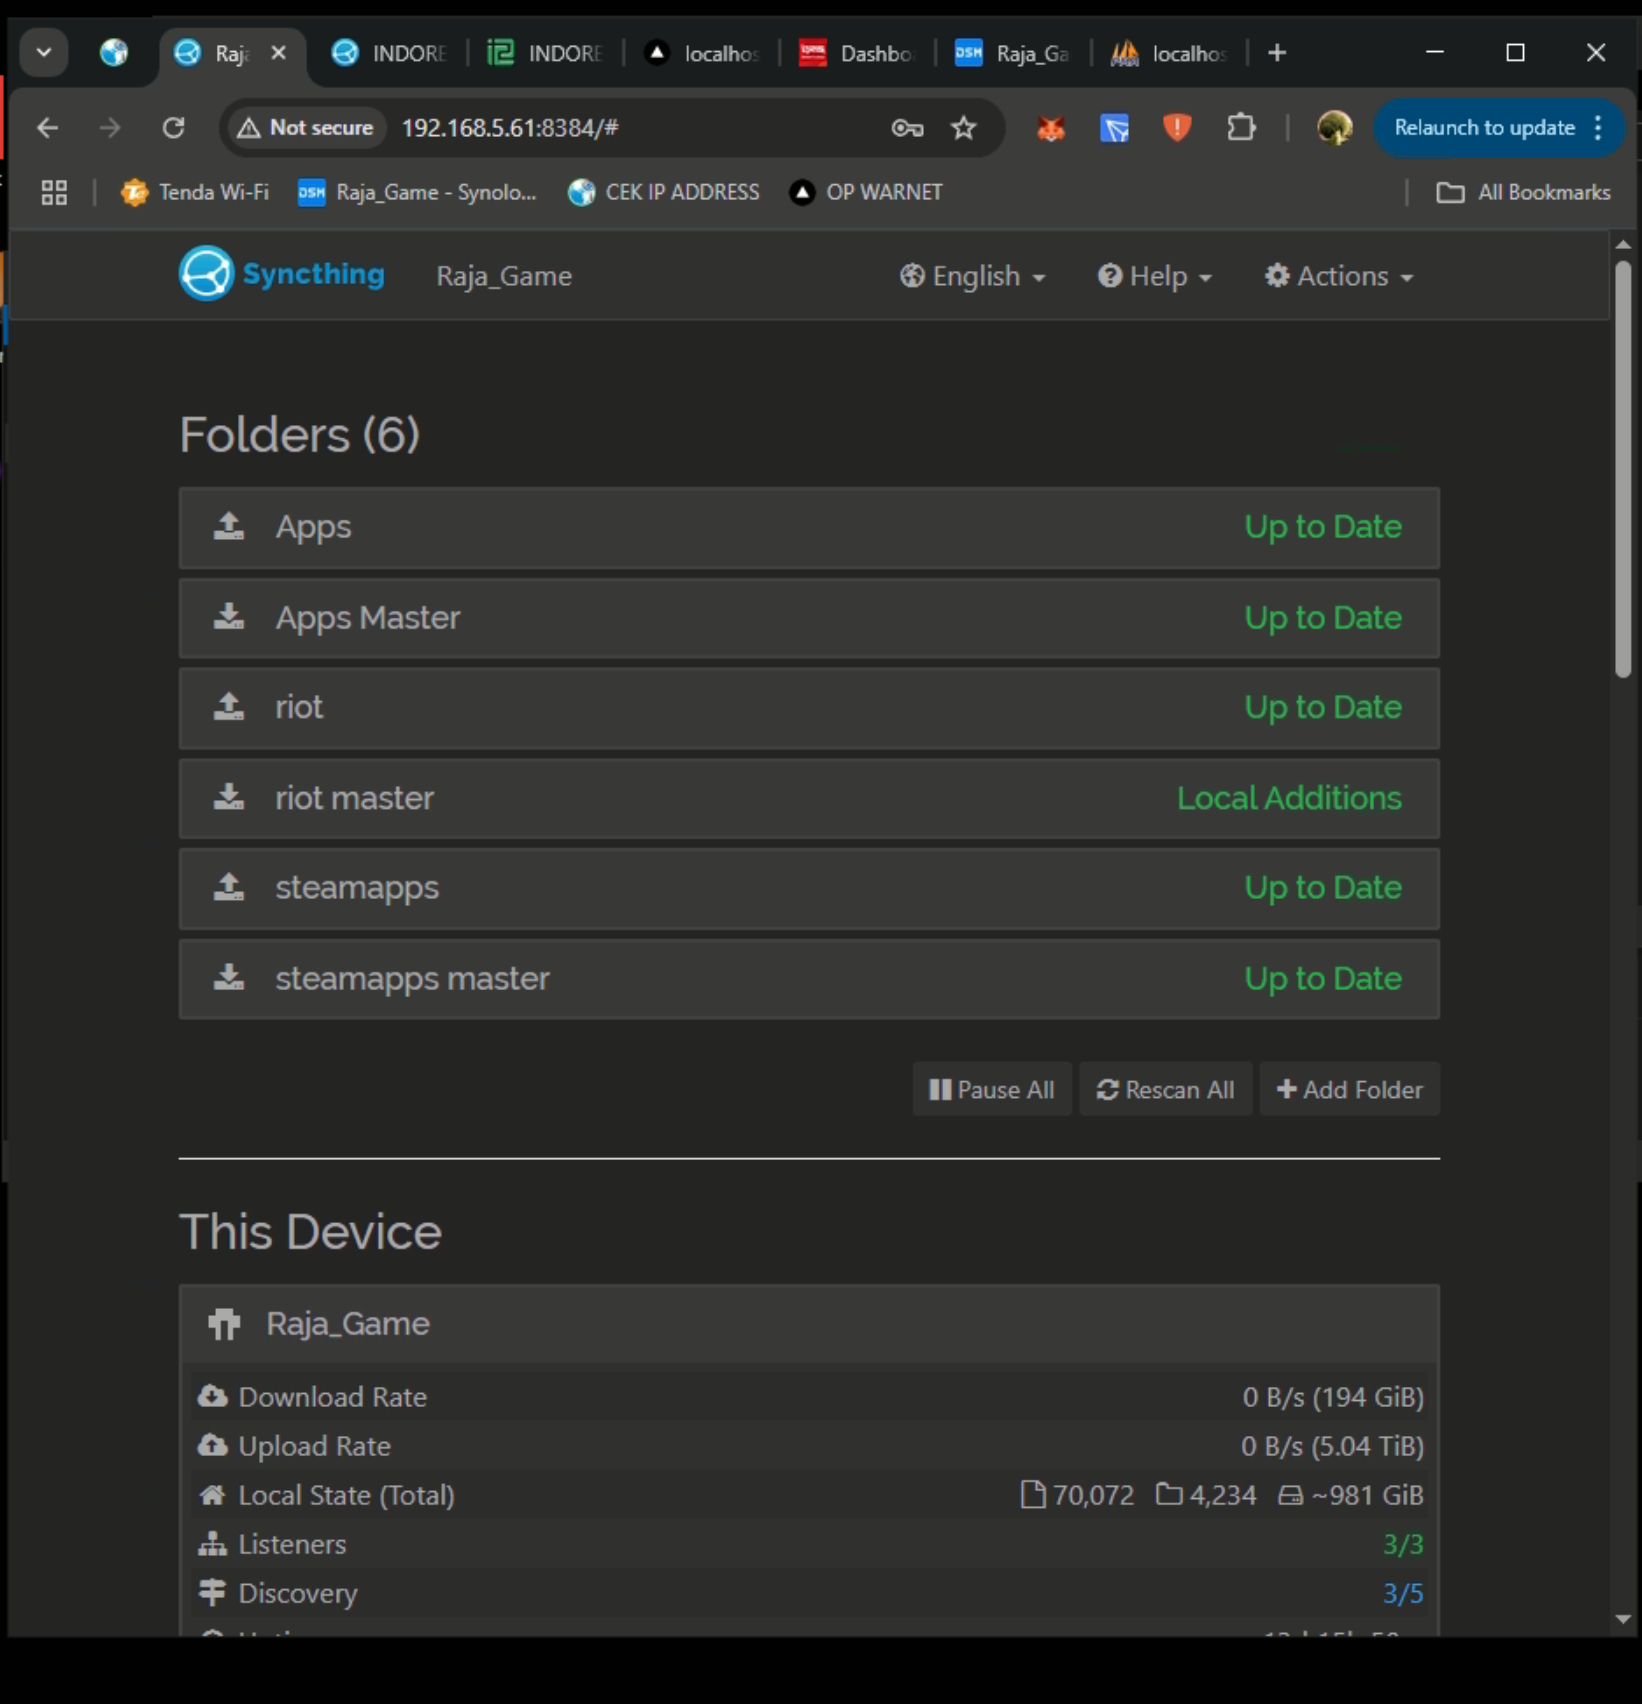 Raja
INDORE
INDORE
localhos
Dashbo
DSM
Raja_Ga
localhos
Not secure
192.168.5.61:8384/#
Relaunch to update
Tenda Wi-Fi
DSM
Raja_Game - Synolo...
CEK IP ADDRESS
OP WARNET
All Bookmarks
Syncthing
Raja_Game
English
Help
Actions
Folders (6)
Apps
Up to Date
Apps Master
Up to Date
riot
Up to Date
riot master
Local Additions
steamapps
Up to Date
steamapps master
Up to Date
Pause All
Rescan All
Add Folder
This Device
Raja_Game
Download Rate
0 B/s (194 GiB)
Upload Rate
0 B/s (5.04 TiB)
Local State (Total)
70,072
4,234
~981 GiB
Listeners
3/3
Discovery
3/5